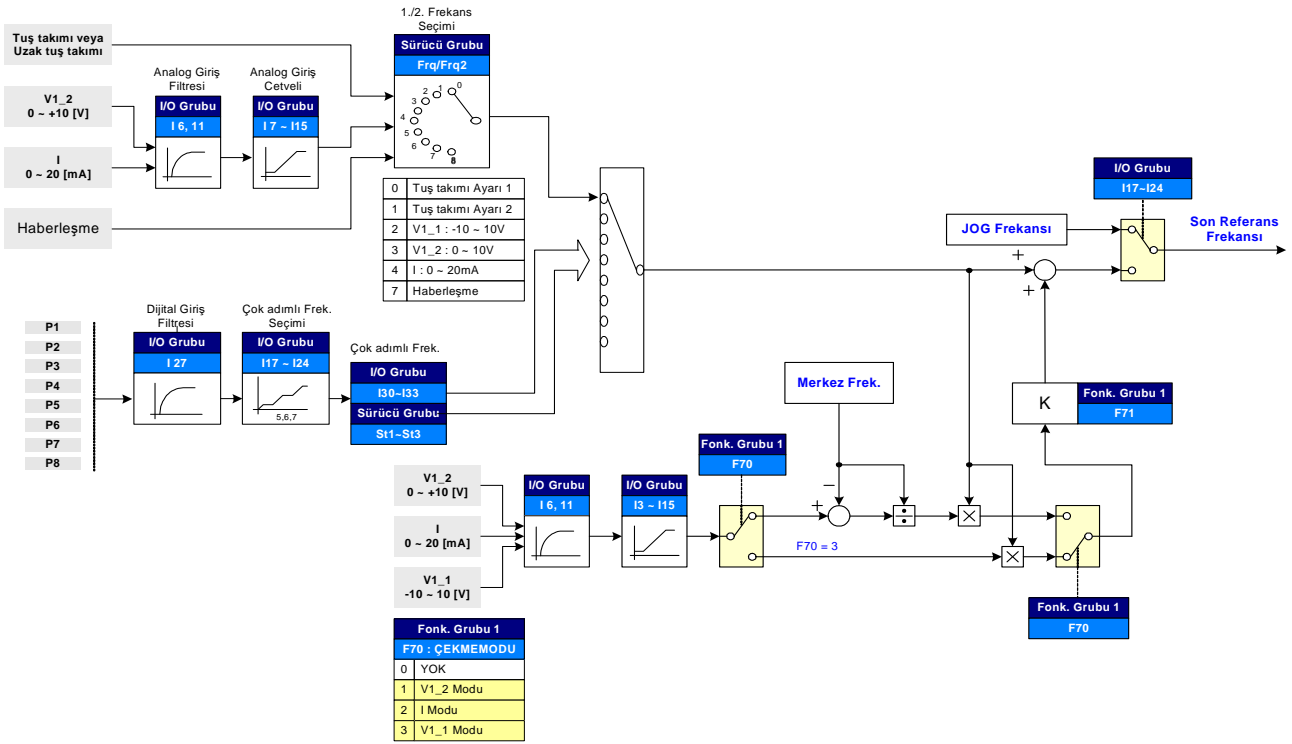 1./2. Frekans
Seçimi
Sürücü Grubu
Frq/Frq2
0
1
2
3
4
5
6
7
8
Tuş takımı veya
Uzak tuş takımı
V1_2
0 ~ +10 [V]
I
0 ~ 20 [mA]
Haberleşme
Analog Giriş
Filtresi
I/O Grubu
I 6, 11
Analog Giriş
Cetveli
I/O Grubu
I 7 ~ I15
0 Tuş takımı Ayarı 1
1 Tuş takımı Ayarı 2
2 V1_1 : -10 ~ 10V
3 V1_2 : 0 ~ 10V
4 I : 0 ~ 20mA
7 Haberleşme
I/O Grubu
I17~I24
JOG Frekansı
Son Referans
Frekansı
+
+
P1
P2
P3
P4
P5
P6
P7
P8
Dijital Giriş
Filtresi
I/O Grubu
I 27
Çok adımlı Frek.
Seçimi
I/O Grubu
I17 ~ I24
5,6,7
Çok adımlı Frek.
I/O Grubu
I30~I33
Sürücü Grubu
St1~St3
Merkez Frek.
K
Fonk. Grubu 1
F71
V1_2
0 ~ +10 [V]
I
0 ~ 20 [mA]
V1_1
-10 ~ 10 [V]
I/O Grubu
I 6, 11
I/O Grubu
I3 ~ I15
Fonk. Grubu 1
F70
−
+
÷
×
×
F70 = 3
Fonk. Grubu 1
F70
Fonk. Grubu 1
F70 : ÇEKMEMODU
0 YOK
1 V1_2 Modu
2 I Modu
3 V1_1 Modu